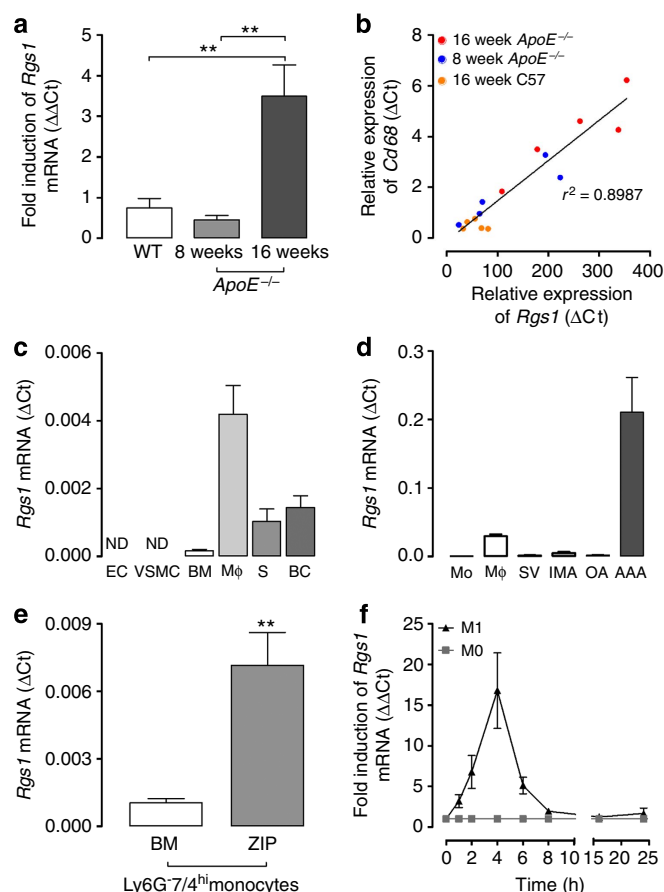 a
Fold induction of Rgs1
mRNA (ΔΔCt)
5
4
3
2
1
0
**
**
WT 8 weeks 16 weeks
ApoE–/–
b
Relative expression
of Cd68 (ΔCt)
8
6
4
2
0
16 week ApoE–/–
8 week ApoE–/–
16 week C57
r² = 0.8987
0 100 200 300 400
Relative expression
of Rgs1 (ΔCt)
c
Rgs1 mRNA (ΔCt)
0.006
0.004
0.002
0.000
ND ND
EC VSMC BM Mϕ S BC
d
Rgs1 mRNA (ΔCt)
0.3
0.2
0.1
0.0
Mo Mϕ SV IMA OA AAA
e
Rgs1 mRNA (ΔCt)
0.009
0.006
0.003
0.000
**
BM ZIP
Ly6G⁻7/4ʰⁱmonocytes
f
Fold induction of Rgs1
mRNA (ΔΔCt)
25
20
15
10
5
0
M1
M0
0 2 4 6 8 10 15 20 25
Time (h)